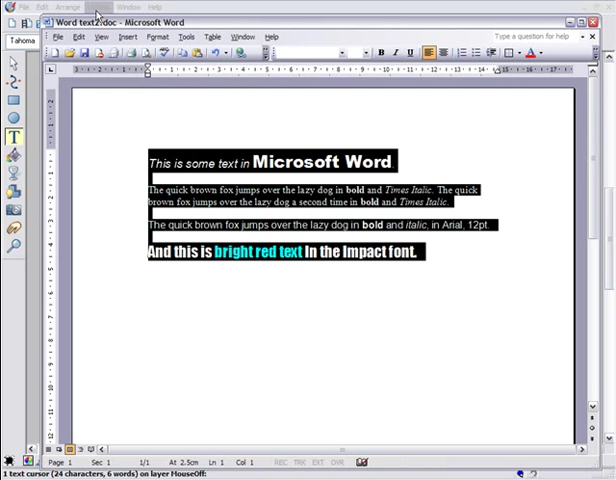 File Edit Arrange Window Help
Word text2.doc - Microsoft Word
File Edit View Insert Format Tools Table Window Help
Type a question for help
Tahoma
This is some text in Microsoft Word.
The quick brown fox jumps over the lazy dog in bold and Times Italic. The quick
brown fox jumps over the lazy dog a second time in bold and Times Italic.
The quick brown fox jumps over the lazy dog in bold and italic, in Arial, 12pt.
And this is bright red text In the Impact font.
Page 1 Sec 1 1/1 At 2.5cm Ln 1 Col 1 REC TRK EXT OVR
1 text cursor (24 characters, 6 words) on layer MouseOff: